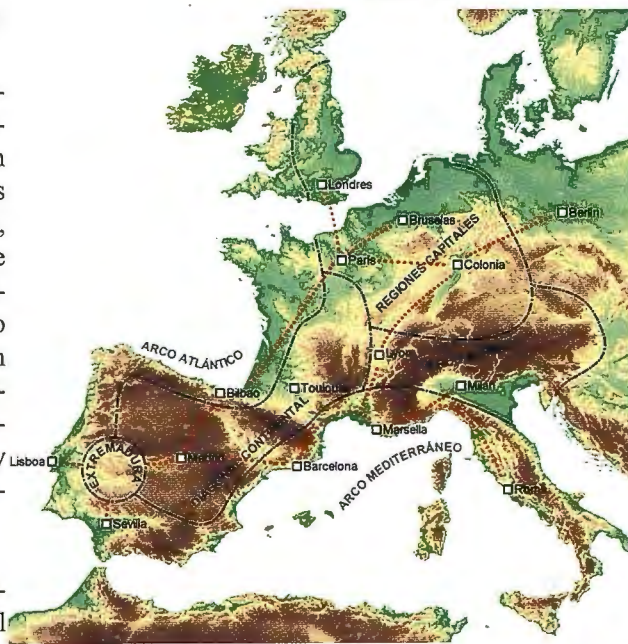 Londres
Bruselas
Berlín
París
Colonia
REGIONES CAPITALES
ARCO ATLÁNTICO
Lyon
Bilbao
Toulouse
Milán
DIAGONAL CONTINENTAL
Marsella
ARCO MEDITERRÁNEO
Lisboa
EXTREMADURA
Madrid
Barcelona
Roma
Sevilla